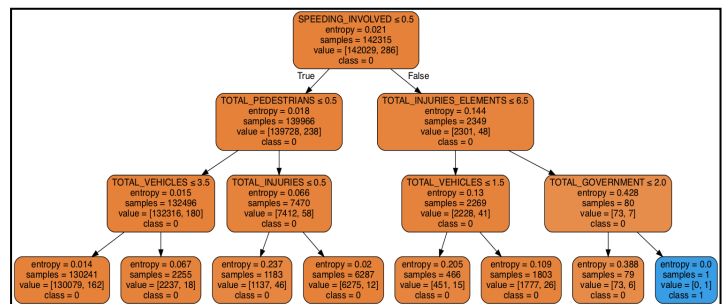 SPEEDING_INVOLVED ≤ 0.5
entropy = 0.021
samples = 142315
value = [142029, 286]
class = 0
True
False
TOTAL_PEDESTRIANS ≤ 0.5
entropy = 0.018
samples = 139966
value = [139728, 238]
class = 0
TOTAL_INJURIES_ELEMENTS ≤ 6.5
entropy = 0.144
samples = 2349
value = [2301, 48]
class = 0
TOTAL_VEHICLES ≤ 3.5
entropy = 0.015
samples = 132496
value = [132316, 180]
class = 0
TOTAL_INJURIES ≤ 0.5
entropy = 0.066
samples = 7470
value = [7412, 58]
class = 0
TOTAL_VEHICLES ≤ 1.5
entropy = 0.13
samples = 2269
value = [2228, 41]
class = 0
TOTAL_GOVERNMENT ≤ 2.0
entropy = 0.428
samples = 80
value = [73, 7]
class = 0
entropy = 0.014
samples = 130241
value = [130079, 162]
class = 0
entropy = 0.067
samples = 2255
value = [2237, 18]
class = 0
entropy = 0.237
samples = 1183
value = [1137, 46]
class = 0
entropy = 0.02
samples = 6287
value = [6275, 12]
class = 0
entropy = 0.205
samples = 466
value = [451, 15]
class = 0
entropy = 0.109
samples = 1803
value = [1777, 26]
class = 0
entropy = 0.388
samples = 79
value = [73, 6]
class = 0
entropy = 0.0
samples = 1
value = [0, 1]
class = 1